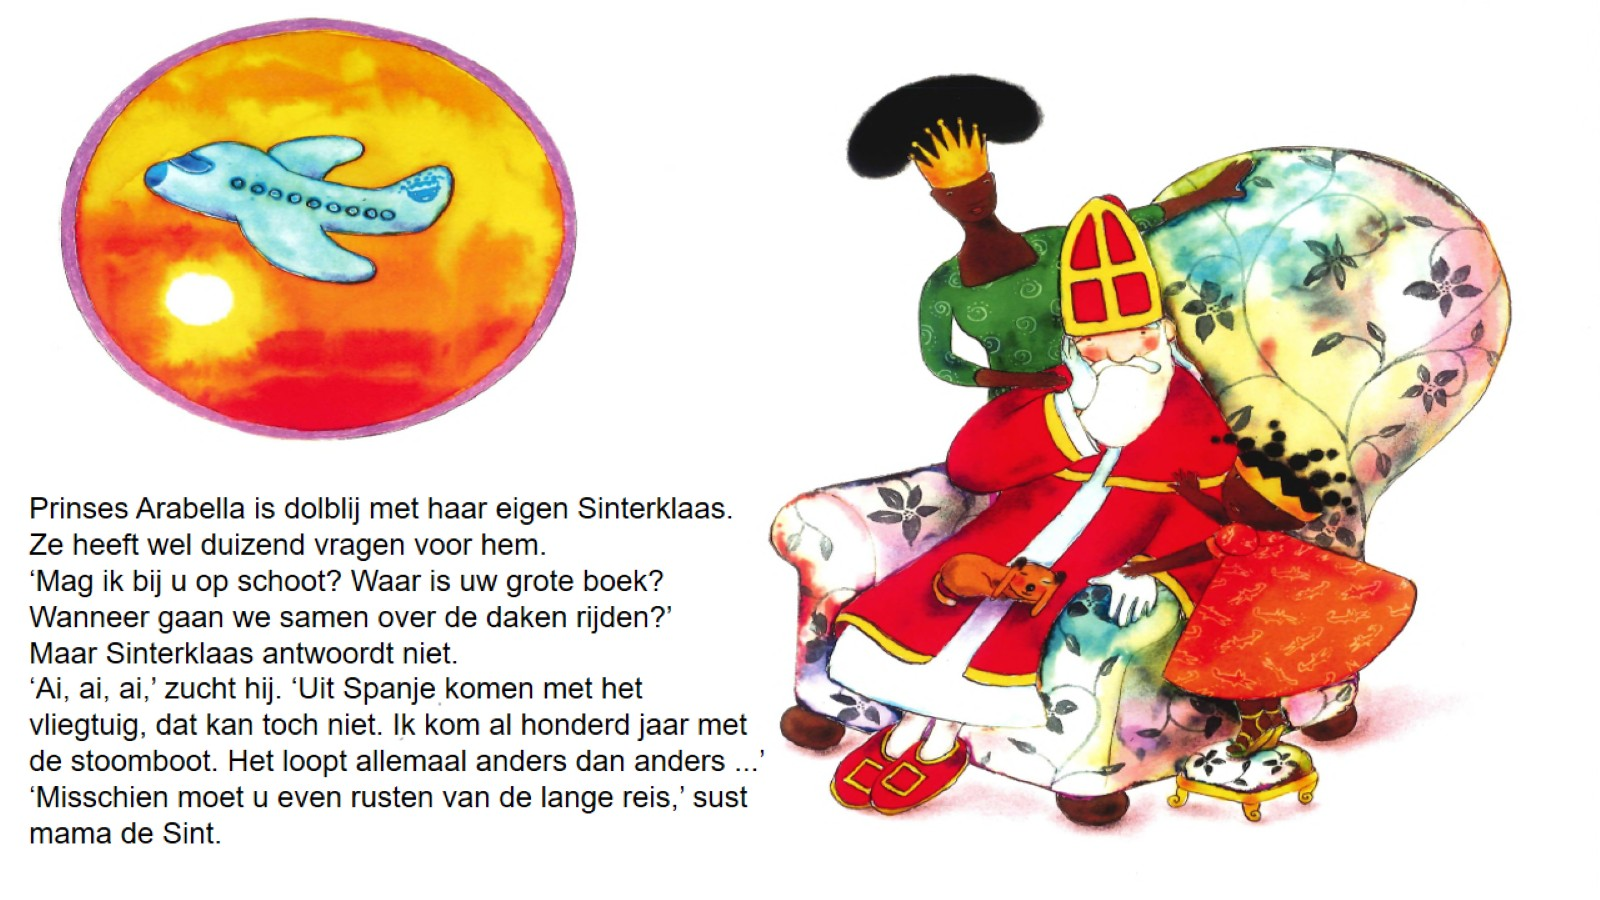 Prinses Arabella is dolblij met haar eigen Sinterklaas.
Ze heeft wel duizend vragen voor hem.
‘Mag ik bij u op schoot? Waar is uw grote boek?
Wanneer gaan we samen over de daken rijden?’
Maar Sinterklaas antwoordt niet.
‘Ai, ai, ai,’ zucht hij. ‘Uit Spanje komen met het
vliegtuig, dat kan toch niet. Ik kom al honderd jaar met
de stoomboot. Het loopt allemaal anders dan anders ...’
‘Misschien moet u even rusten van de lange reis,’ sust
mama de Sint.